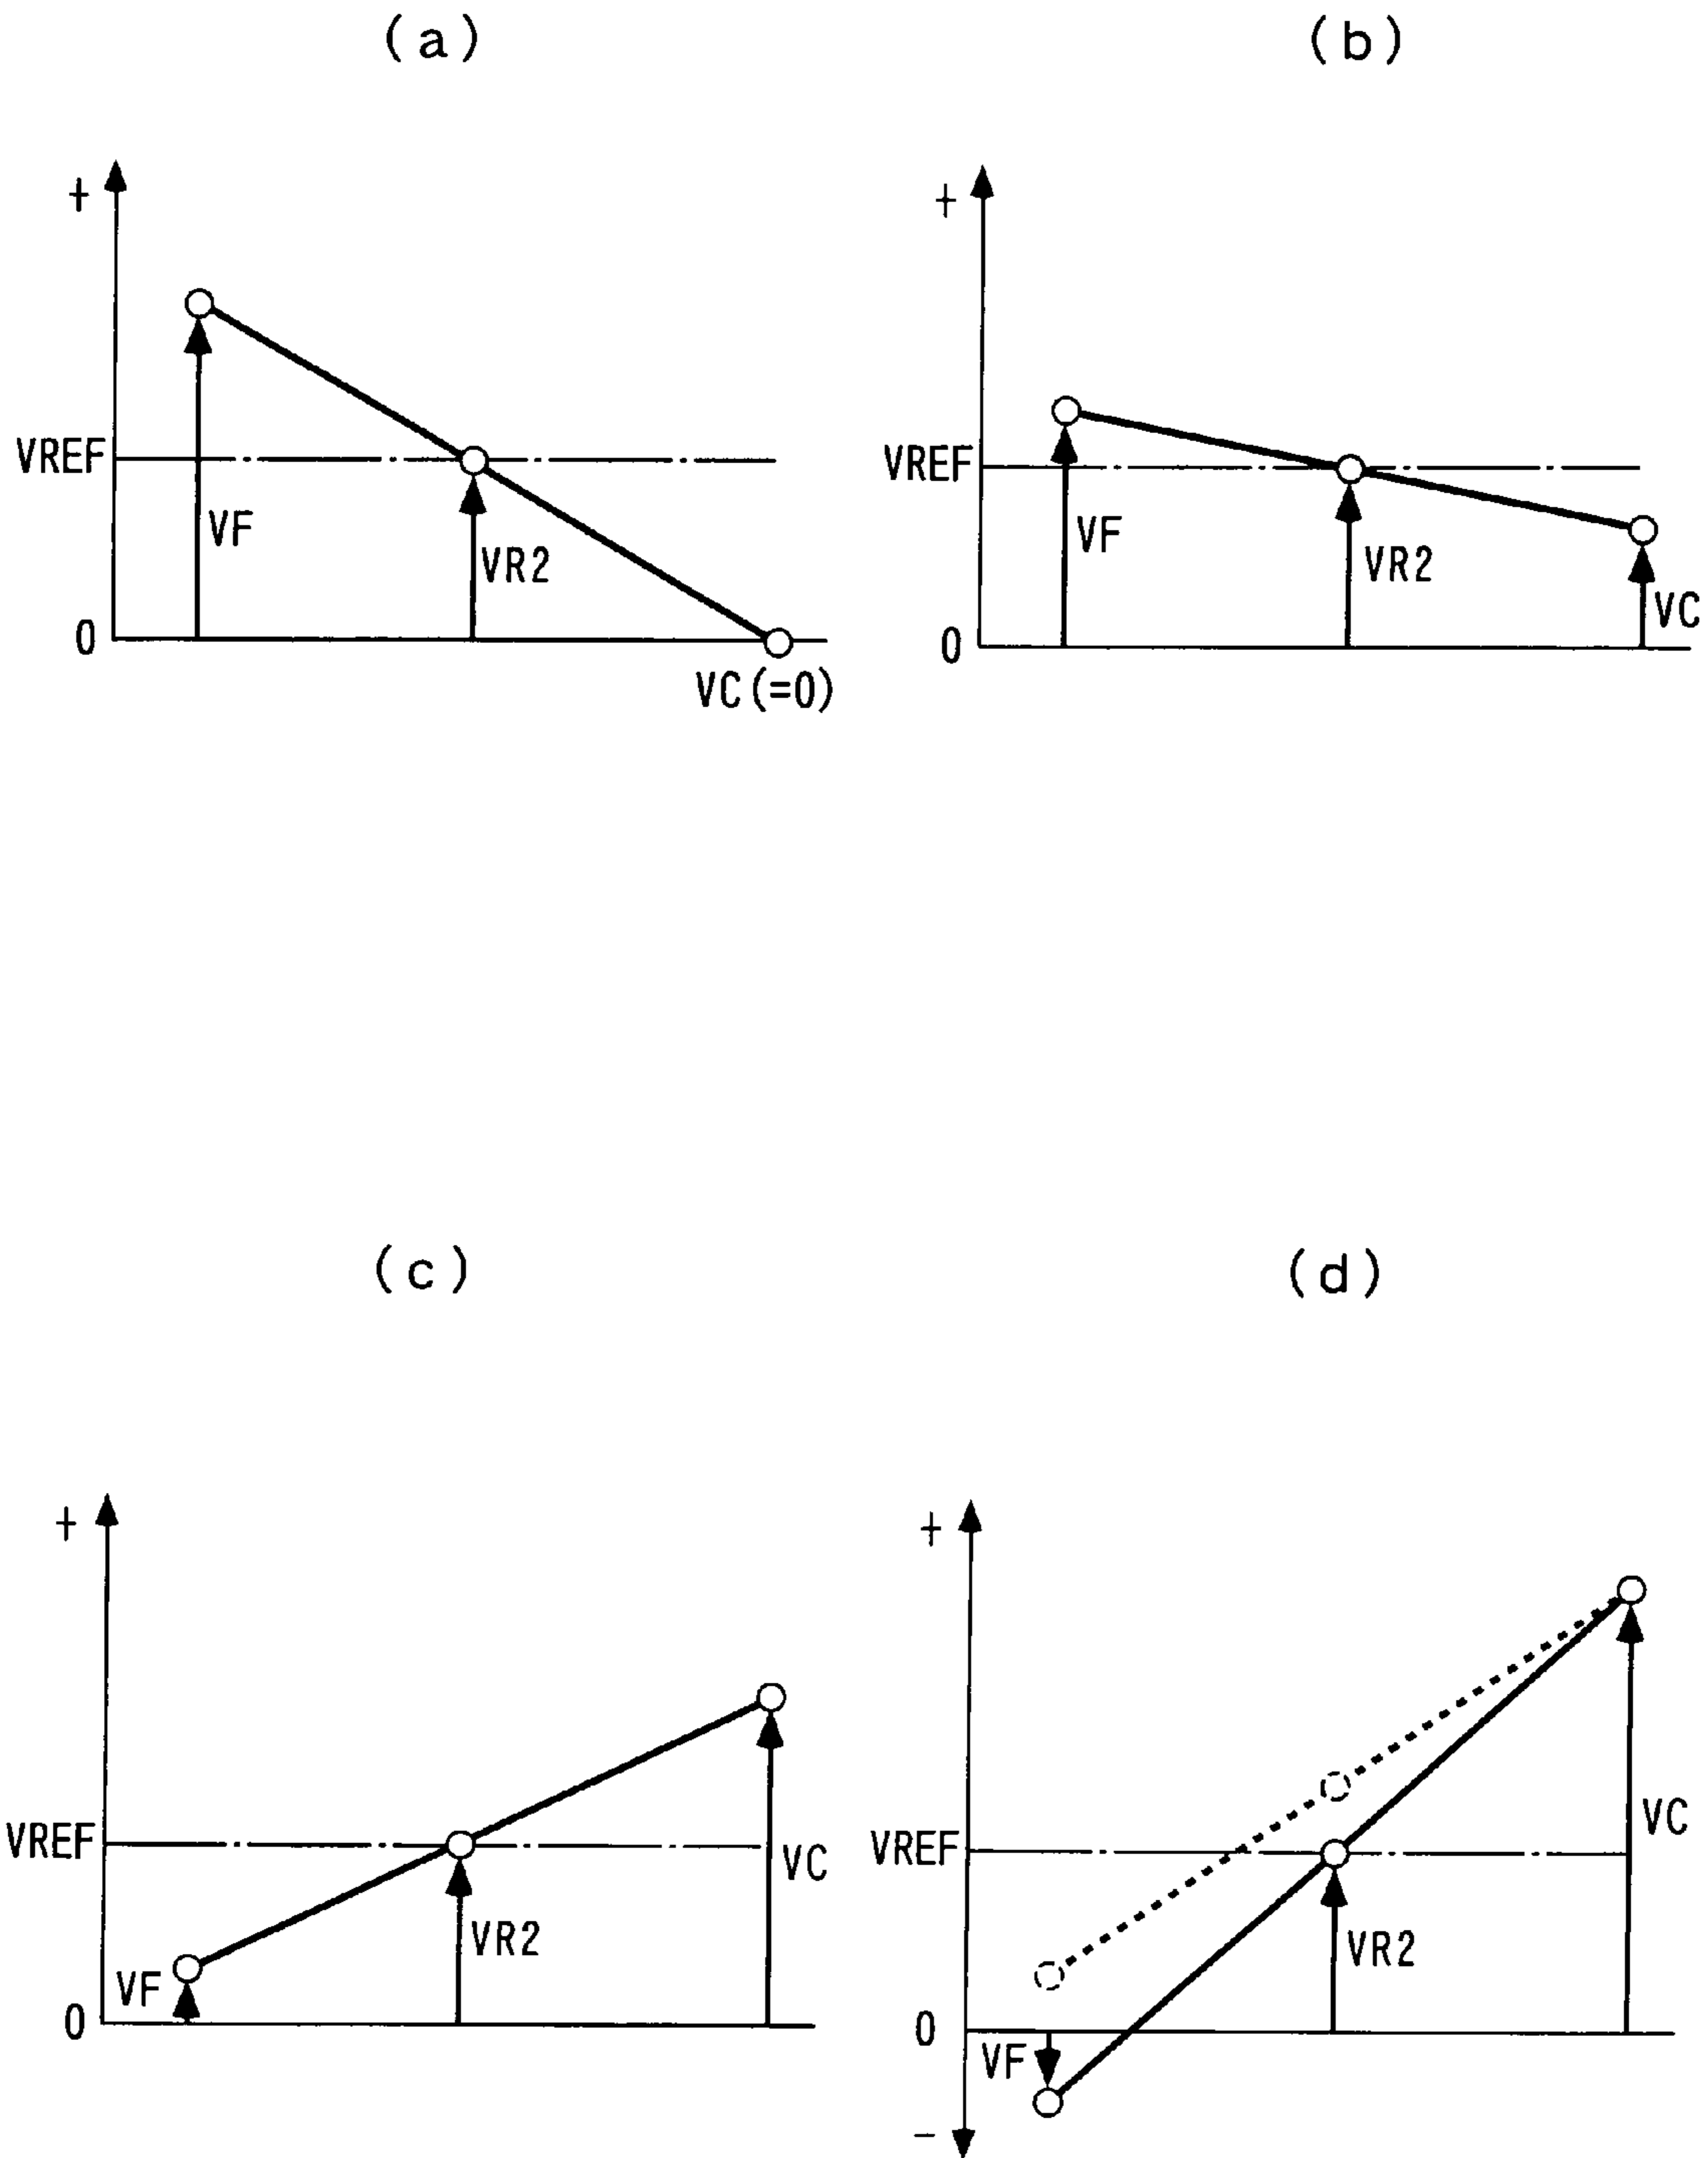 (a)
+
VREF
VF
VR2
0
VC(=0)
(b)
+
VREF
VF
VR2
VC
0
(c)
+
VREF
VC
VR2
VF
0
(d)
+
VC
VREF
VR2
0
VF
-